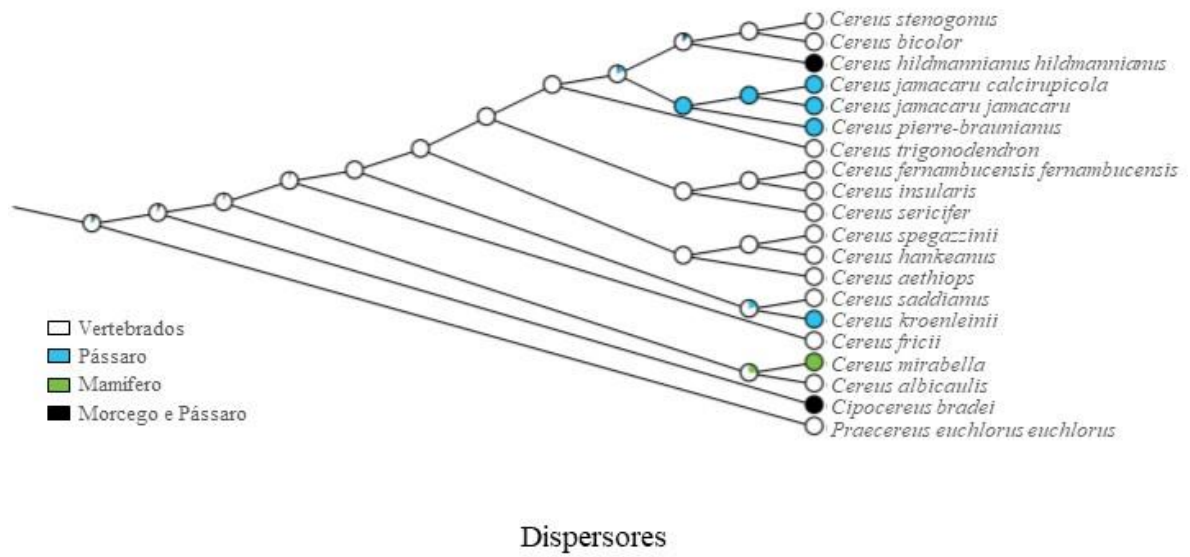 Cereus stenogonus
Cereus bicolor
Cereus hildmannianus hildmannianus
Cereus jamacaru calcirupicola
Cereus jamacaru jamacaru
Cereus pierre-braunianus
Cereus trigonodendron
Cereus fernambucensis fernambucensis
Cereus insularis
Cereus sericifer
Cereus spegazzinii
Cereus hankeanus
Cereus aethiops
Cereus saddianus
Cereus kroenleinii
Cereus fricii
Cereus mirabella
Cereus albicaulis
Cipocereus bradei
Praecereus euchlorus euchlorus
Vertebrados
Pássaro
Mamífero
Morcego e Pássaro
Dispersores